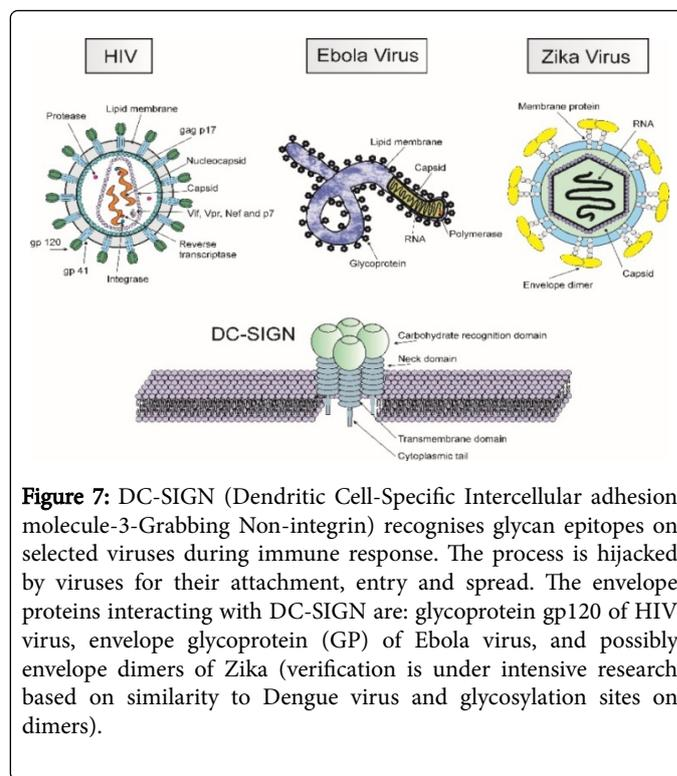 HIV
Ebola Virus
Zika Virus
Protease
Lipid membrane
gag p17
Nucleocapsid
Capsid
Vif, Vpr, Nef and p7
Reverse
transcriptase
Integrase
gp 41
gp 120
Lipid membrane
Capsid
Polymerase
RNA
Glycoprotein
Membrane protein
RNA
Capsid
Envelope dimer
DC-SIGN
Carbohydrate recognition domain
Neck domain
Transmembrane domain
Cytoplasmic tail
Figure 7: DC-SIGN (Dendritic Cell-Specific Intercellular adhesion
molecule-3-Grabbing Non-integrin) recognises glycan epitopes on
selected viruses during immune response. The process is hijacked
by viruses for their attachment, entry and spread. The envelope
proteins interacting with DC-SIGN are: glycoprotein gp120 of HIV
virus, envelope glycoprotein (GP) of Ebola virus, and possibly
envelope dimers of Zika (verification is under intensive research
based on similarity to Dengue virus and glycosylation sites on
dimers).